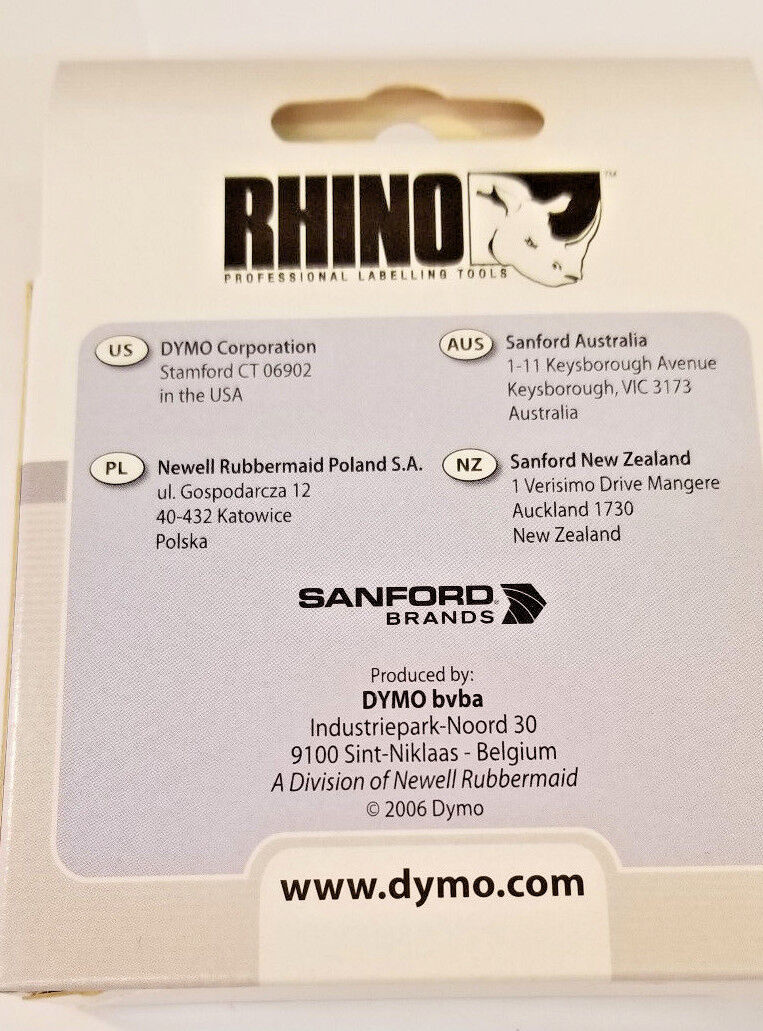 RHINO™
PROFESSIONAL LABELLING TOOLS
US
DYMO Corporation
Stamford CT 06902
in the USA
AUS
Sanford Australia
1-11 Keysborough Avenue
Keysborough, VIC 3173
Australia
PL
Newell Rubbermaid Poland S.A.
ul. Gospodarcza 12
40-432 Katowice
Polska
NZ
Sanford New Zealand
1 Verisimo Drive Mangere
Auckland 1730
New Zealand
SANFORD®
BRANDS
Produced by:
DYMO bvba
Industriepark-Noord 30
9100 Sint-Niklaas - Belgium
A Division of Newell Rubbermaid
© 2006 Dymo
www.dymo.com